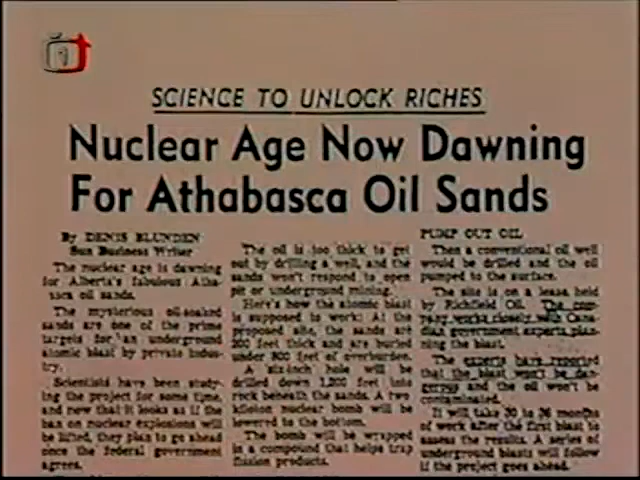 SCIENCE TO UNLOCK RICHES
Nuclear Age Now Dawning
For Athabasca Oil Sands
By DENIS BLUNDEN
Sun Business Writer
The nuclear age is dawning
for Alberta's fabulous Atha-
sca oil sands.
The mysterious oil-soaked
sands are one of the prime
targets for an underground
atomic blast by private indus-
try.
Scientists have been study-
ing the project for some time,
and now that it looks as if the
ban on nuclear explosions will
be lifted, they plan to go ahead
once the federal government
agrees.
The oil is too thick to get
out by drilling a well, and the
sands won't respond to open
pit or underground mining.
Here's how the atomic blast
is supposed to work: At the
proposed site, the sands are
200 feet thick and are buried
under 800 feet of overburden.
A six-inch hole will be
drilled down 1,200 feet into
rock beneath the sands. A two
kiloton nuclear bomb will be
lowered to the bottom.
The bomb will be wrapped
in a compound that helps trap
fission products.
PUMP OUT OIL
Then a conventional oil well
would be drilled and the oil
pumped to the surface.
The site is on a lease held
by Richfield Oil. The com-
pany works closely with Cana-
dian government experts plan-
ning the blast.
The experts have reported
that the blast won't be dan-
gerous and the oil won't be
contaminated.
It will take 30 to 36 months
of work after the first blast to
assess the results. A series of
underground blasts will follow
if the project goes ahead.